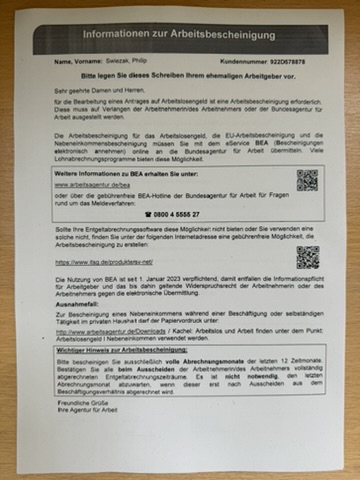 Informationen zur Arbeitsbescheinigung
Name, Vorname: Swiezak, Philip Kundennummer 922D678878
Bitte legen Sie dieses Schreiben Ihrem ehemaligen Arbeitgeber vor.
Sehr geehrte Damen und Herren,
für die Bearbeitung eines Antrages auf Arbeitslosengeld ist eine Arbeitsbescheinigung erforderlich.
Diese muss auf Verlangen der Arbeitnehmerin/des Arbeitnehmers oder der Bundesagentur für
Arbeit ausgestellt werden.
Die Arbeitsbescheinigung für das Arbeitslosengeld, die EU-Arbeitsbescheinigung und die
Nebeneinkommensbescheinigung müssen Sie mit dem eService BEA (Bescheinigungen
elektronisch annehmen) online an die Bundesagentur für Arbeit übermitteln. Viele
Lohnabrechnungsprogramme bieten diese Möglichkeit.
Weitere Informationen zu BEA erhalten Sie unter:
www.arbeitsagentur.de/bea
oder über die gebührenfreie BEA-Hotline der Bundesagentur für Arbeit für Fragen
rund um das Meldeverfahren:
☎ 0800 4 5555 27
Sollte Ihre Entgeltabrechnungssoftware diese Möglichkeit nicht bieten oder Sie verwenden eine
solche nicht, finden Sie unter der folgenden Internetadresse eine gebührenfreie Möglichkeit, die
Arbeitsbescheinigung zu erstellen:
https://www.itsg.de/produkte/sv-net/
Die Nutzung von BEA ist seit 1. Januar 2023 verpflichtend, damit entfallen die Informationspflicht
für Arbeitgeber und das bis dahin geltende Widerspruchsrecht der Arbeitnehmerin oder des
Arbeitnehmers gegen die elektronische Übermittlung.
Ausnahmefall:
Zur Bescheinigung eines Nebeneinkommens während einer Beschäftigung oder selbständigen
Tätigkeit im privaten Haushalt darf der Papiervordruck unter:
http://www.arbeitsagentur.de/Downloads / Kachel: Arbeitslos und Arbeit finden unter dem Punkt:
Arbeitslosengeld I Nebeneinkommen verwendet werden.
Wichtiger Hinweis zur Arbeitsbescheinigung:
Bitte bescheinigen Sie ausschließlich volle Abrechnungsmonate der letzten 12 Zeitmonate.
Bestätigen Sie alle beim Ausscheiden der Arbeitnehmerin/des Arbeitnehmers vollständig
abgerechneten Entgeltabrechnungszeiträume. Es ist nicht notwendig, den letzten
Abrechnungsmonat abzuwarten, wenn dieser erst nach Ausscheiden aus dem
Beschäftigungsverhältnis abgerechnet wird.
Freundliche Grüße
Ihre Agentur für Arbeit